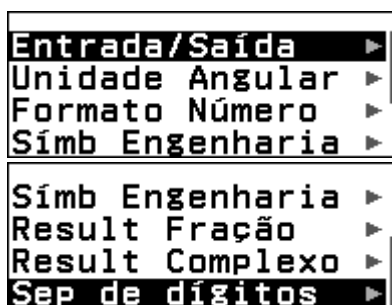 Entrada/Saída
Unidade Angular
Formato Número
Símb Engenharia
Símb Engenharia
Result Fração
Result Complexo
Sep de dígitos